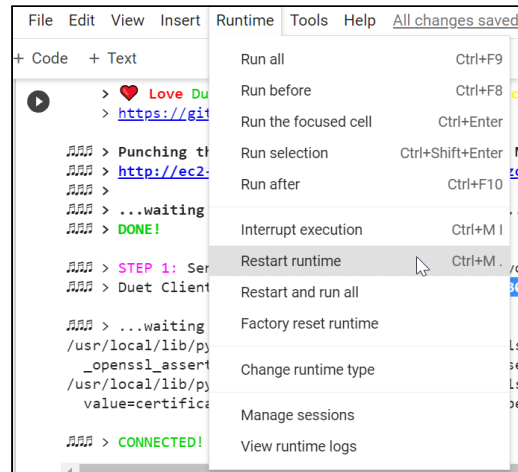 File Edit View Insert Runtime Tools Help All changes saved
+ Code + Text
Run all Ctrl+F9
Run before Ctrl+F8
Run the focused cell Ctrl+Enter
Run selection Ctrl+Shift+Enter
Run after Ctrl+F10
Interrupt execution Ctrl+M I
Restart runtime Ctrl+M .
Restart and run all
Factory reset runtime
Change runtime type
Manage sessions
View runtime logs
> ❤️ Love Du
> https://git
♫♫♫ > Punching th
♫♫♫ > http://ec2-
♫♫♫ >
♫♫♫ > ...waiting
♫♫♫ > DONE!
♫♫♫ > STEP 1: Sen
♫♫♫ > Duet Client
♫♫♫ > ...waiting
/usr/local/lib/py
_openssl_assert
/usr/local/lib/py
value=certifica
♫♫♫ > CONNECTED!